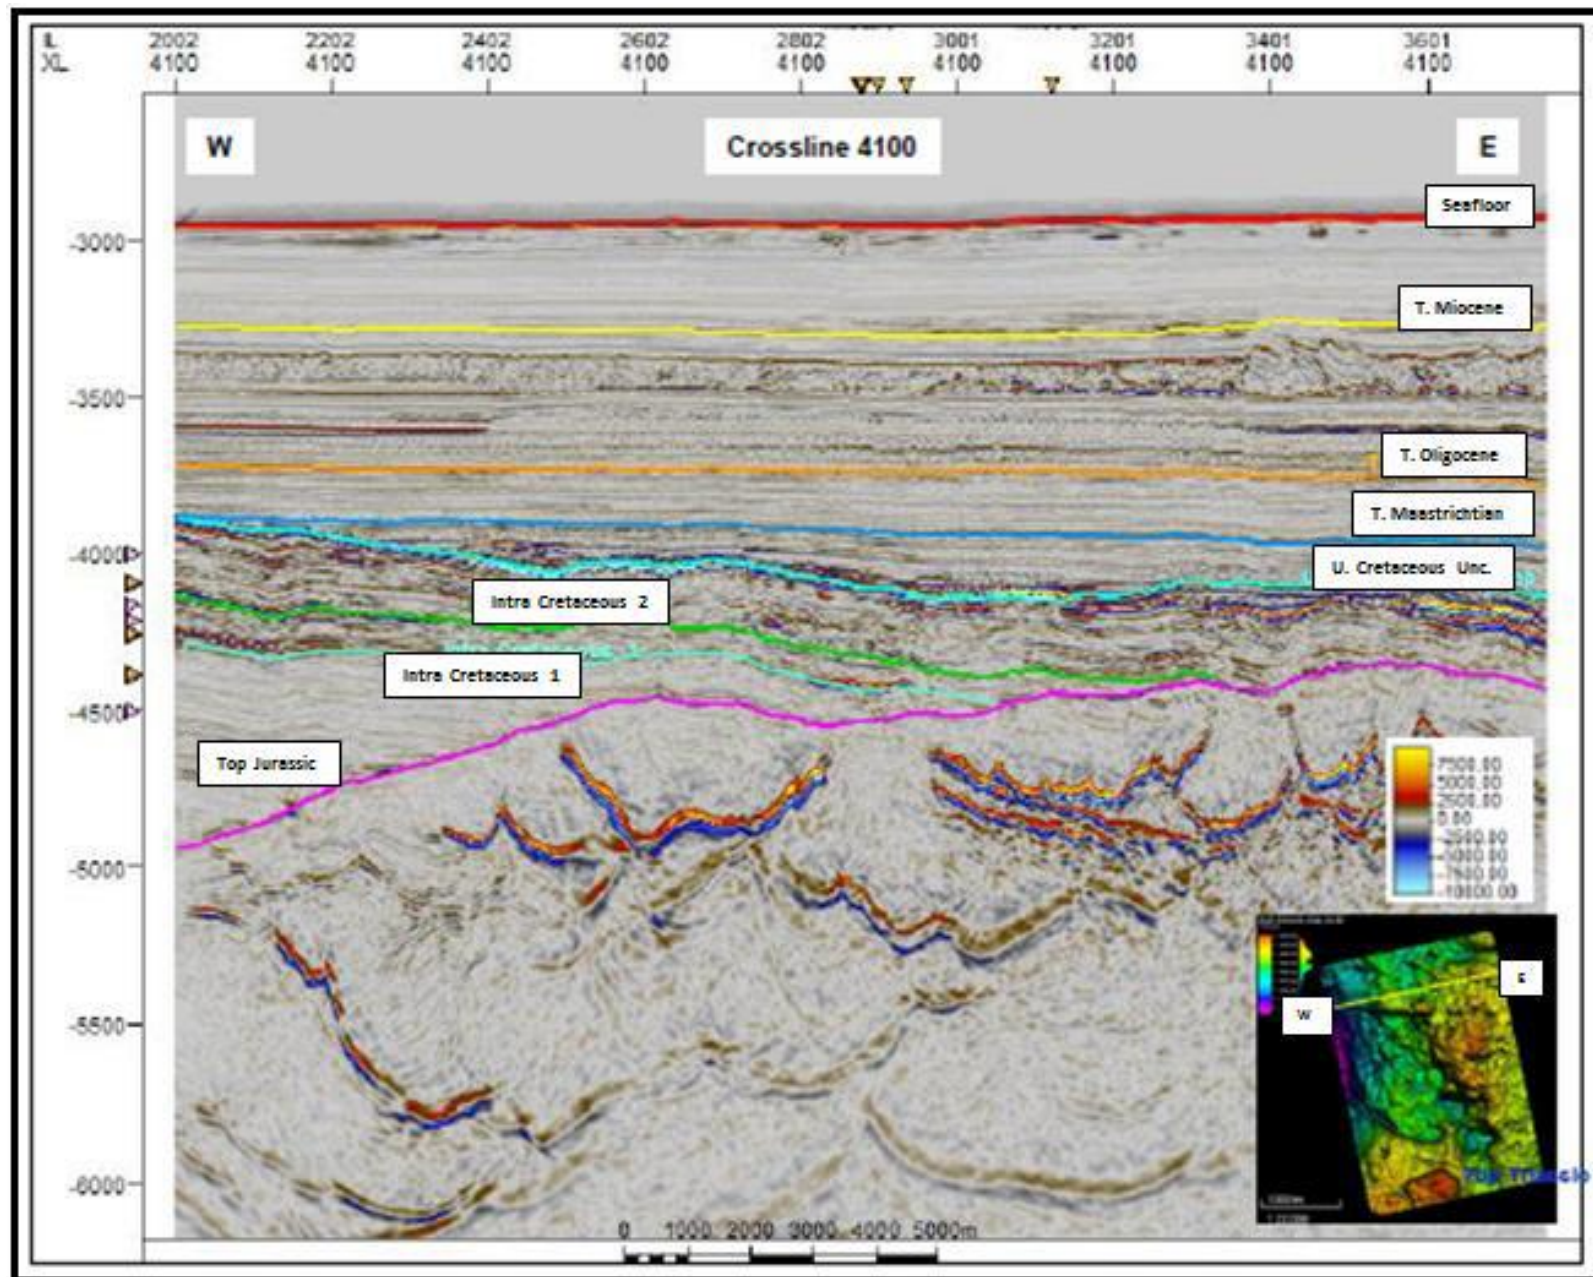 IL 2002 2202 2402 2602 2802 3001 3201 3401 3601
XL 4100 4100 4100 4100 4100 4100 4100 4100 4100
W
Crossline 4100
E
Seafloor
-3000
T. Miocene
-3500
T. Oligocene
T. Maastrichtian
-4000
U. Cretaceous Unc.
Intra Cretaceous 2
Intra Cretaceous 1
-4500
Top Jurassic
7500.00
5000.00
2500.00
0.00
-2500.00
-5000.00
-7500.00
-10000.00
-5000
E
W
-5500
Top Triassic
-6000
0 1000 2000 3000 4000 5000m